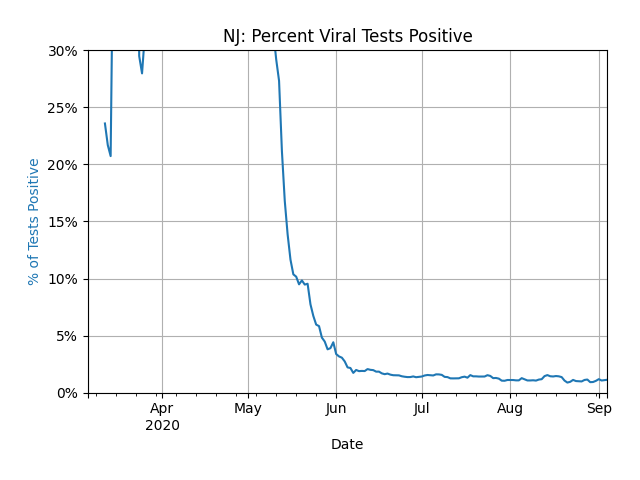 NJ: Percent Viral Tests Positive
30%
25%
20%
15%
10%
5%
0%
% of Tests Positive
Apr
2020
May
Jun
Jul
Aug
Sep
Date